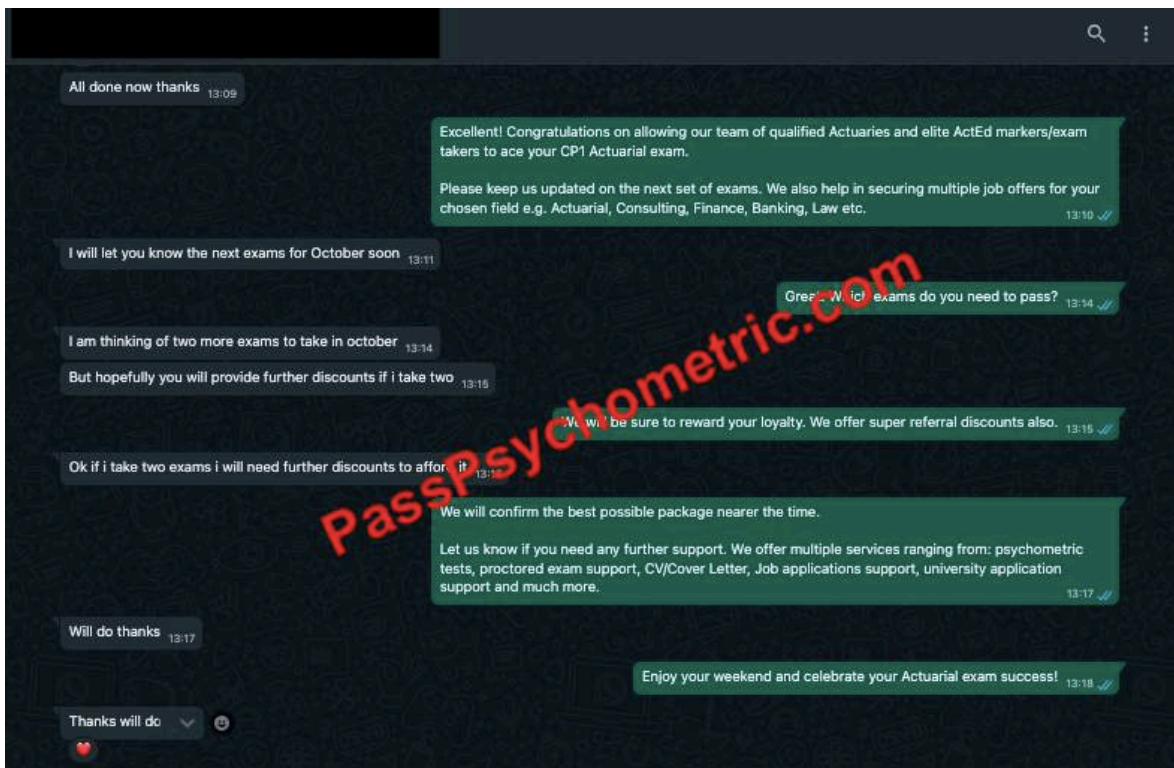 All done now thanks 13:09
Excellent! Congratulations on allowing our team of qualified Actuaries and elite ActEd markers/exam
takers to ace your CP1 Actuarial exam.
Please keep us updated on the next set of exams. We also help in securing multiple job offers for your
chosen field e.g. Actuarial, Consulting, Finance, Banking, Law etc.
13:10
I will let you know the next exams for October soon 13:11
Great! Which exams do you need to pass? 13:14
I am thinking of two more exams to take in october 13:14
But hopefully you will provide further discounts if i take two 13:15
We will be sure to reward your loyalty. We offer super referral discounts also. 13:15
Ok if i take two exams i will need further discounts to afford it
We will confirm the best possible package nearer the time.
Let us know if you need any further support. We offer multiple services ranging from: psychometric
tests, proctored exam support, CV/Cover Letter, Job applications support, university application
support and much more.
13:17
Will do thanks 13:17
Enjoy your weekend and celebrate your Actuarial exam success! 13:18
Thanks will do
PassPsychometric.com